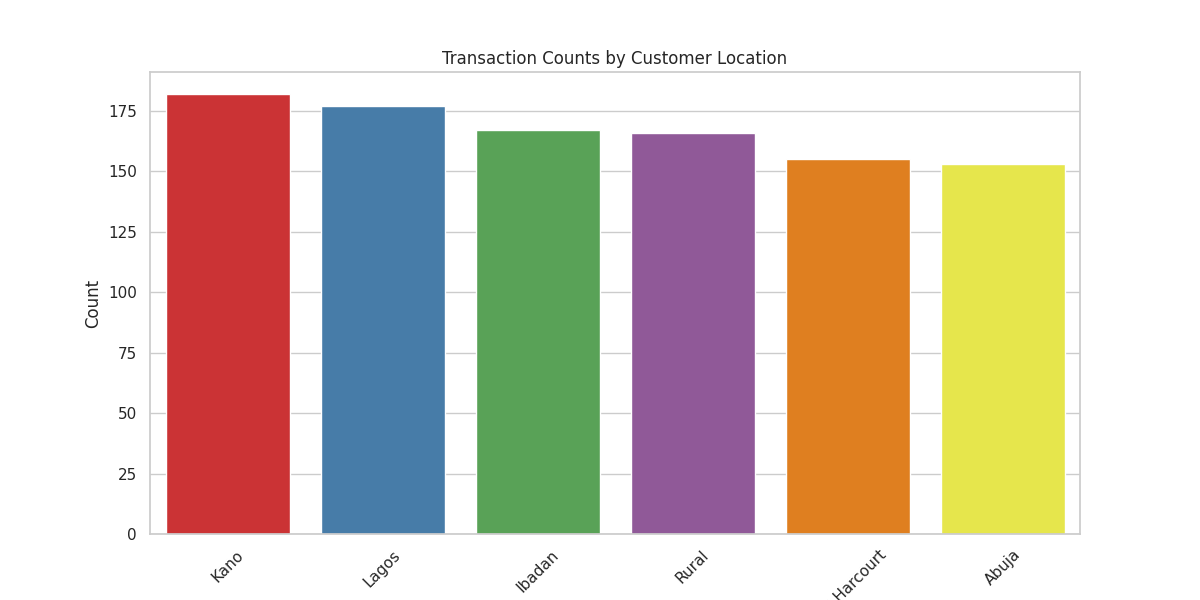 Transaction Counts by Customer Location
175
150
125
100
75
50
25
0
Count
Kano
Lagos
Ibadan
Rural
Harcourt
Abuja